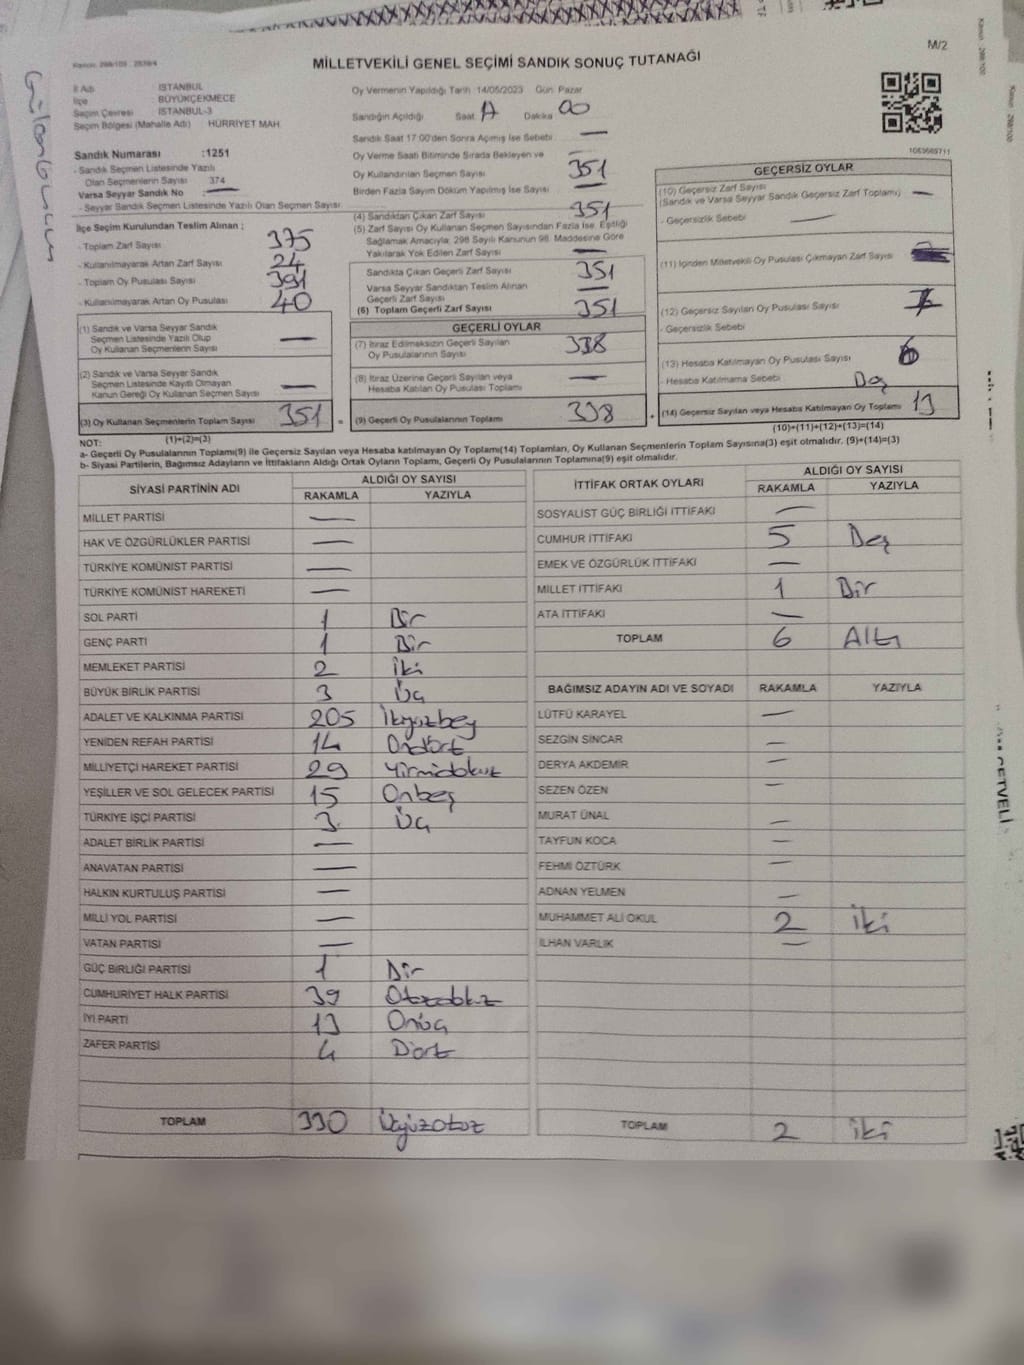 M/2
MİLLETVEKİLİ GENEL SEÇİMİ SANDIK SONUÇ TUTANAĞI
İl Adı : İSTANBUL
İlçe : BÜYÜKÇEKMECE
Seçim Çevresi : İSTANBUL-3
Seçim Bölgesi (Mahalle Adı) : HÜRRİYET MAH
Sandık Numarası :1251
- Sandık Seçmen Listesinde Yazılı
Olan Seçmenlerin Sayısı 374
Varsa Seyyar Sandık No —
- Seyyar Sandık Seçmen Listesinde Yazılı Olan Seçmen Sayısı
İlçe Seçim Kurulundan Teslim Alınan ;
- Toplam Zarf Sayısı 375
- Kullanılmayarak Artan Zarf Sayısı 24
- Toplam Oy Pusulası Sayısı 391
- Kullanılmayarak Artan Oy Pusulası 40
(1) Sandık ve Varsa Seyyar Sandık
Seçmen Listesinde Yazılı Olup
Oy Kullanan Seçmenlerin Sayısı —
(2) Sandık ve Varsa Seyyar Sandık
Seçmen Listesinde Kayıtlı Olmayan
Kanun Gereği Oy Kullanan Seçmen Sayısı —
(3) Oy Kullanan Seçmenlerin Toplam Sayısı 351 =
(1)+(2)=(3)
Oy Vermenin Yapıldığı Tarih 14/05/2023 Gün: Pazar
Sandığın Açıldığı Saat Dakika 00
Sandık Saat 17:00'den Sonra Açılmış İse Sebebi —
Oy Verme Saati Bitiminde Sırada Bekleyen ve
Oy Kullandırılan Seçmen Sayısı 351
Birden Fazla Sayım Döküm Yapılmış İse Sayısı —
(4) Sandıktan Çıkan Zarf Sayısı 351
(5) Zarf Sayısı Oy Kullanan Seçmen Sayısından Fazla İse, Eşitliği
Sağlamak Amacıyla; 298 Sayılı Kanunun 98. Maddesine Göre
Yakılarak Yok Edilen Zarf Sayısı —
Sandıkta Çıkan Geçerli Zarf Sayısı 351
Varsa Seyyar Sandıktan Teslim Alınan
Geçerli Zarf Sayısı —
(6) Toplam Geçerli Zarf Sayısı 351
GEÇERLİ OYLAR
(7) İtiraz Edilmeksizin Geçerli Sayılan
Oy Pusulalarının Sayısı 338
(8) İtiraz Üzerine Geçerli Sayılan veya
Hesaba Katılan Oy Pusulası Toplamı —
(9) Geçerli Oy Pusulalarının Toplamı 338 +
1063669711
GEÇERSİZ OYLAR
(10) Geçersiz Zarf Sayısı
(Sandık ve Varsa Seyyar Sandık Geçersiz Zarf Toplamı) —
- Geçersizlik Sebebi —
(11) İçinden Milletvekili Oy Pusulası Çıkmayan Zarf Sayısı
(12) Geçersiz Sayılan Oy Pusulası Sayısı
- Geçersizlik Sebebi
(13) Hesaba Katılmayan Oy Pusulası Sayısı 6
- Hesaba Katılmama Sebebi Boş
(14) Geçersiz Sayılan veya Hesaba Katılmayan Oy Toplamı 13
(10)+(11)+(12)+(13)=(14)
NOT:
a- Geçerli Oy Pusulasının Toplamı(9) ile Geçersiz Sayılan veya Hesaba katılmayan Oy Toplamı(14) Toplamları, Oy Kullanan Seçmenlerin Toplam Sayısına(3) eşit olmalıdır. (9)+(14)=(3)
b- Siyasi Partilerin, Bağımsız Adayların ve İttifakların Aldığı Ortak Oyların Toplamı, Geçerli Oy Pusulalarının Toplamına(9) eşit olmalıdır.
SİYASİ PARTİNİN ADI ALDIĞI OY SAYISI
RAKAMLA YAZIYLA
MİLLET PARTİSİ —
HAK VE ÖZGÜRLÜKLER PARTİSİ —
TÜRKİYE KOMÜNİST PARTİSİ —
TÜRKİYE KOMÜNİST HAREKETİ —
SOL PARTİ 1 Bir
GENÇ PARTİ 1 Bir
MEMLEKET PARTİSİ 2 İki
BÜYÜK BİRLİK PARTİSİ 3 Üç
ADALET VE KALKINMA PARTİSİ 205 İkiyüzbeş
YENİDEN REFAH PARTİSİ 14 Ondört
MİLLİYETÇİ HAREKET PARTİSİ 29 Yirmidokuz
YEŞİLLER VE SOL GELECEK PARTİSİ 15 Onbeş
TÜRKİYE İŞÇİ PARTİSİ 3 Üç
ADALET BİRLİK PARTİSİ —
ANAVATAN PARTİSİ —
HALKIN KURTULUŞ PARTİSİ —
MİLLİ YOL PARTİSİ —
VATAN PARTİSİ —
GÜÇ BİRLİĞİ PARTİSİ 1 Bir
CUMHURİYET HALK PARTİSİ 39 Otuzdokuz
İYİ PARTİ 13 Onüç
ZAFER PARTİSİ 4 Dört
TOPLAM 330 Üçyüzotuz
İTTİFAK ORTAK OYLARI ALDIĞI OY SAYISI
RAKAMLA YAZIYLA
SOSYALİST GÜÇ BİRLİĞİ İTTİFAKI —
CUMHUR İTTİFAKI 5 Beş
EMEK VE ÖZGÜRLÜK İTTİFAKI —
MİLLET İTTİFAKI 1 Bir
ATA İTTİFAKI —
TOPLAM 6 Altı
BAĞIMSIZ ADAYIN ADI VE SOYADI RAKAMLA YAZIYLA
LÜTFÜ KARAYEL —
SEZGİN SİNCAR —
DERYA AKDEMİR —
SEZEN ÖZEN —
MURAT ÜNAL —
TAYFUN KOCA —
FEHMİ ÖZTÜRK —
ADNAN YELMEN —
MUHAMMET ALİ OKUL 2 İki
İLHAN VARLIK —
TOPLAM 2 İki